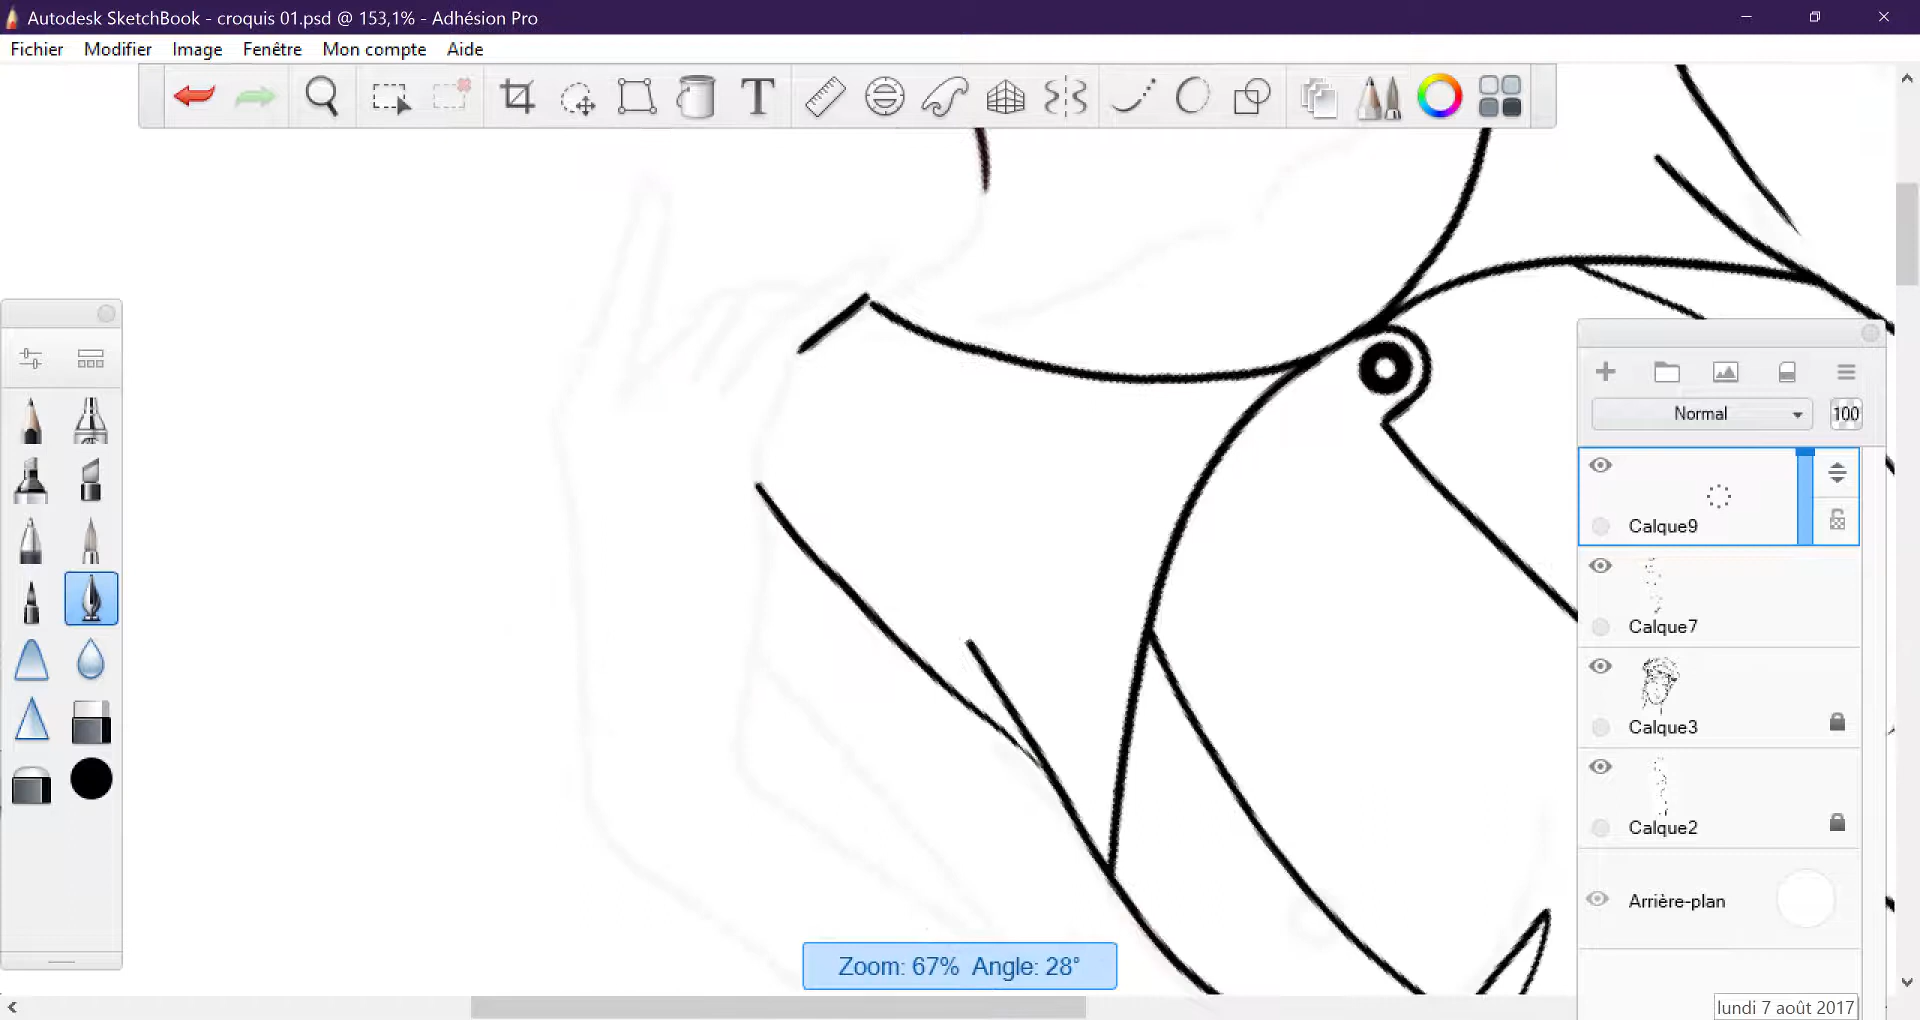 Autodesk SketchBook - croquis 01.psd @ 153,1% - Adhésion Pro
Fichier Modifier Image Fenêtre Mon compte Aide
T
Normal 100
Calque9
Calque7
Calque3
Calque2
Arrière-plan
Zoom: 67% Angle: 28°
lundi 7 août 2017